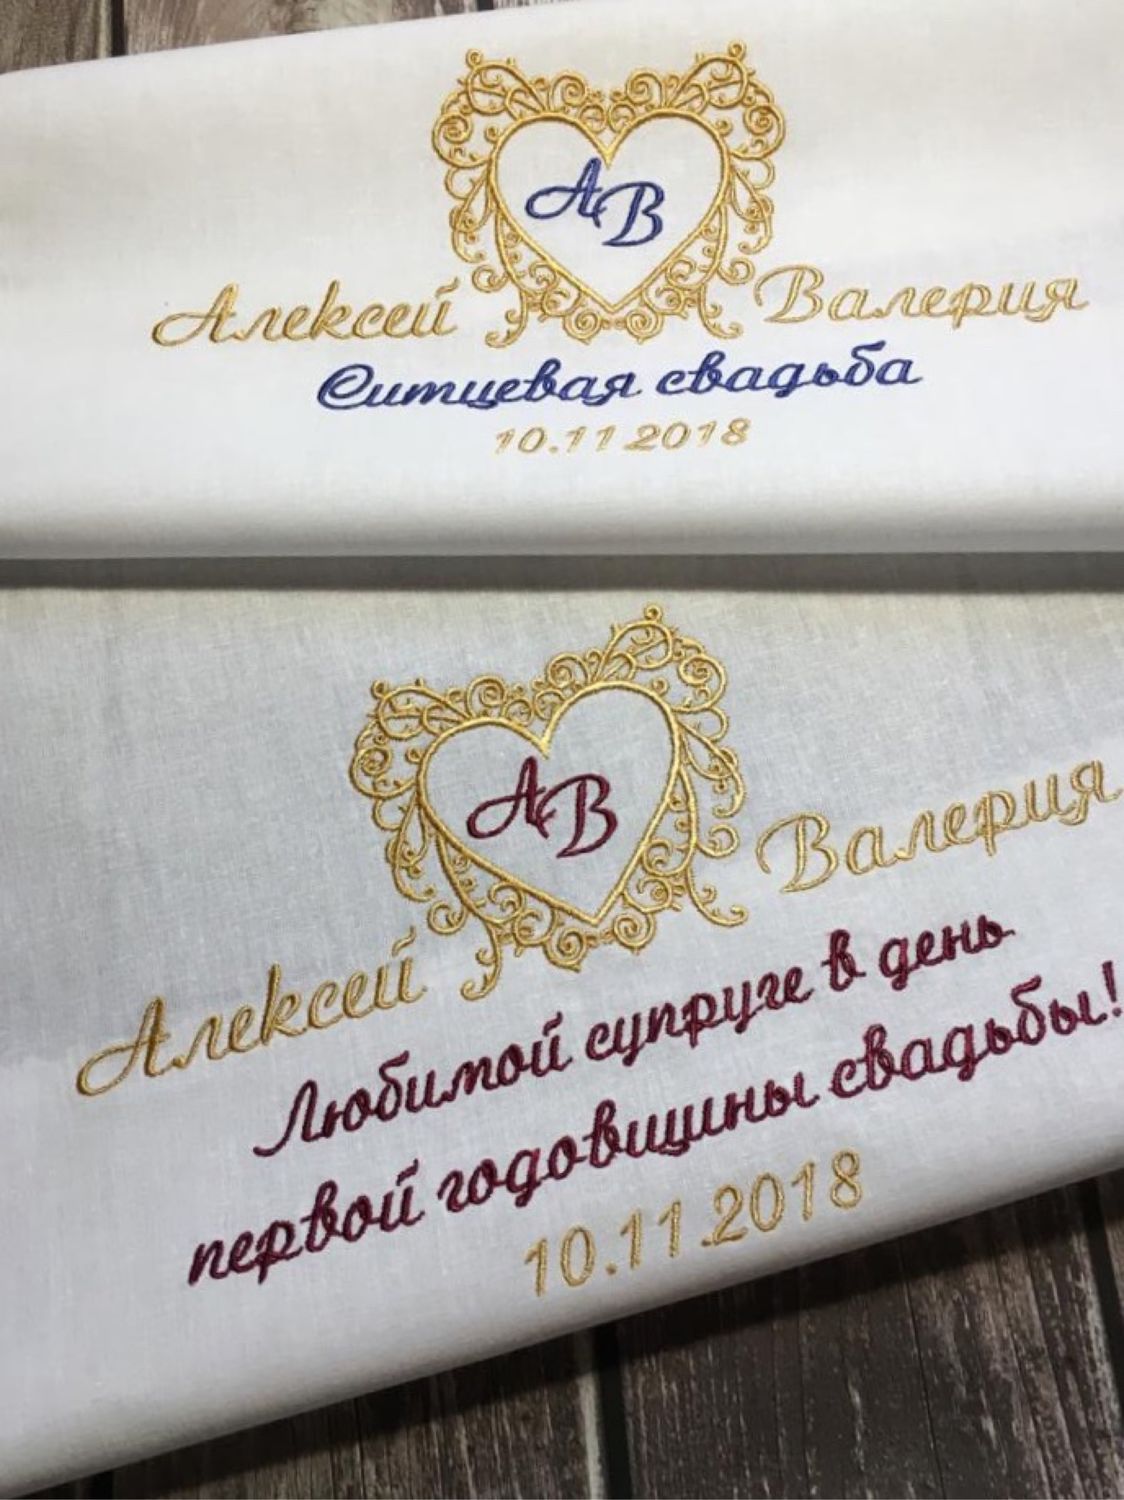 АВ
Алексей Валерия
Ситцевая свадьба
10.11 2018
АВ
Алексей Валерия
Любимой супруге в день
первой годовщины свадьбы!
10.11.2018